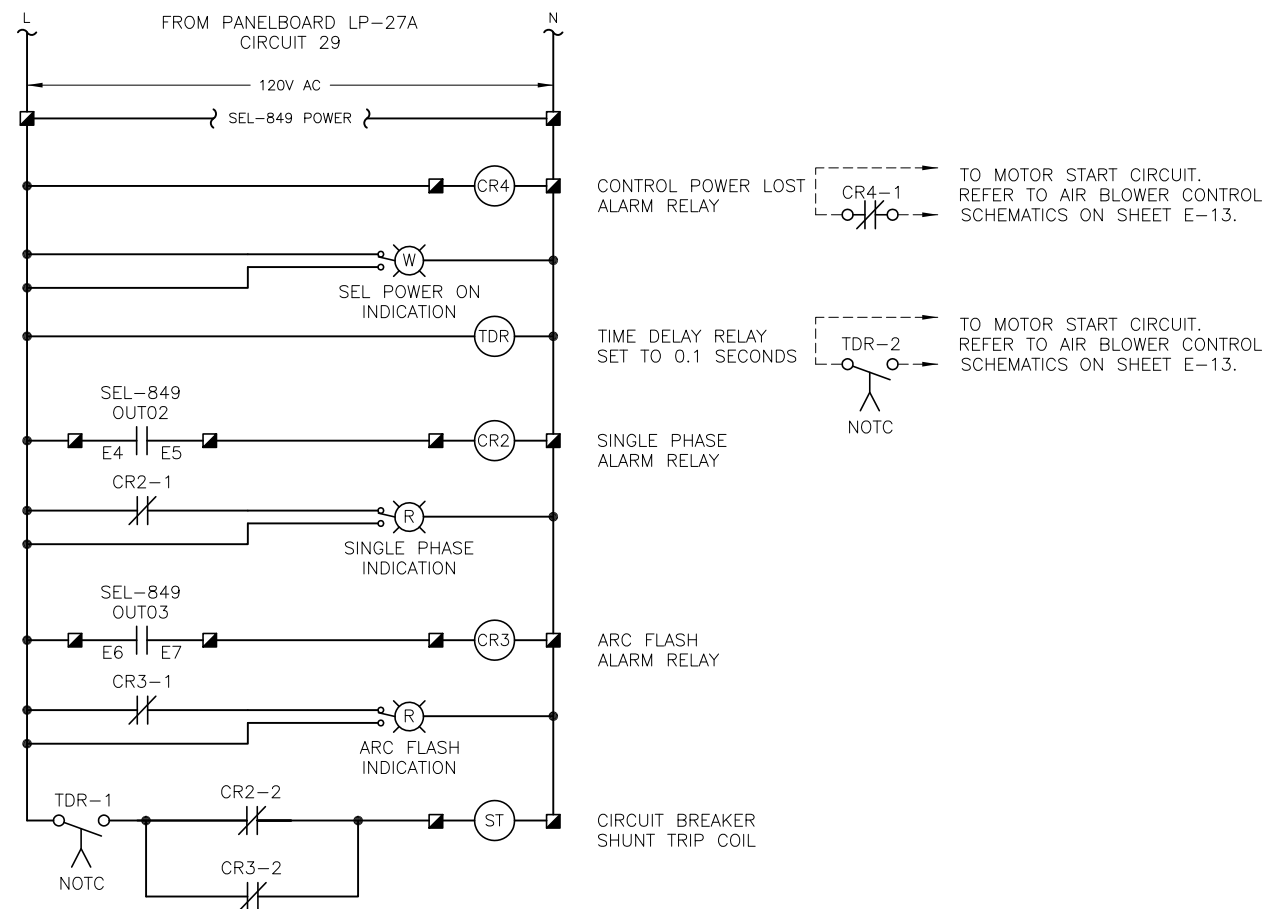 L
FROM PANELBOARD LP-27A
CIRCUIT 29
N
120V AC
SEL-849 POWER
CR4
CONTROL POWER LOST
ALARM RELAY
CR4-1
TO MOTOR START CIRCUIT.
REFER TO AIR BLOWER CONTROL
SCHEMATICS ON SHEET E-13.
W
SEL POWER ON
INDICATION
TDR
TIME DELAY RELAY
SET TO 0.1 SECONDS
TDR-2
NOTC
TO MOTOR START CIRCUIT.
REFER TO AIR BLOWER CONTROL
SCHEMATICS ON SHEET E-13.
SEL-849
OUT02
E4 E5
CR2
SINGLE PHASE
ALARM RELAY
CR2-1
R
SINGLE PHASE
INDICATION
SEL-849
OUT03
E6 E7
CR3
ARC FLASH
ALARM RELAY
CR3-1
R
ARC FLASH
INDICATION
TDR-1
NOTC
CR2-2
CR3-2
ST
CIRCUIT BREAKER
SHUNT TRIP COIL